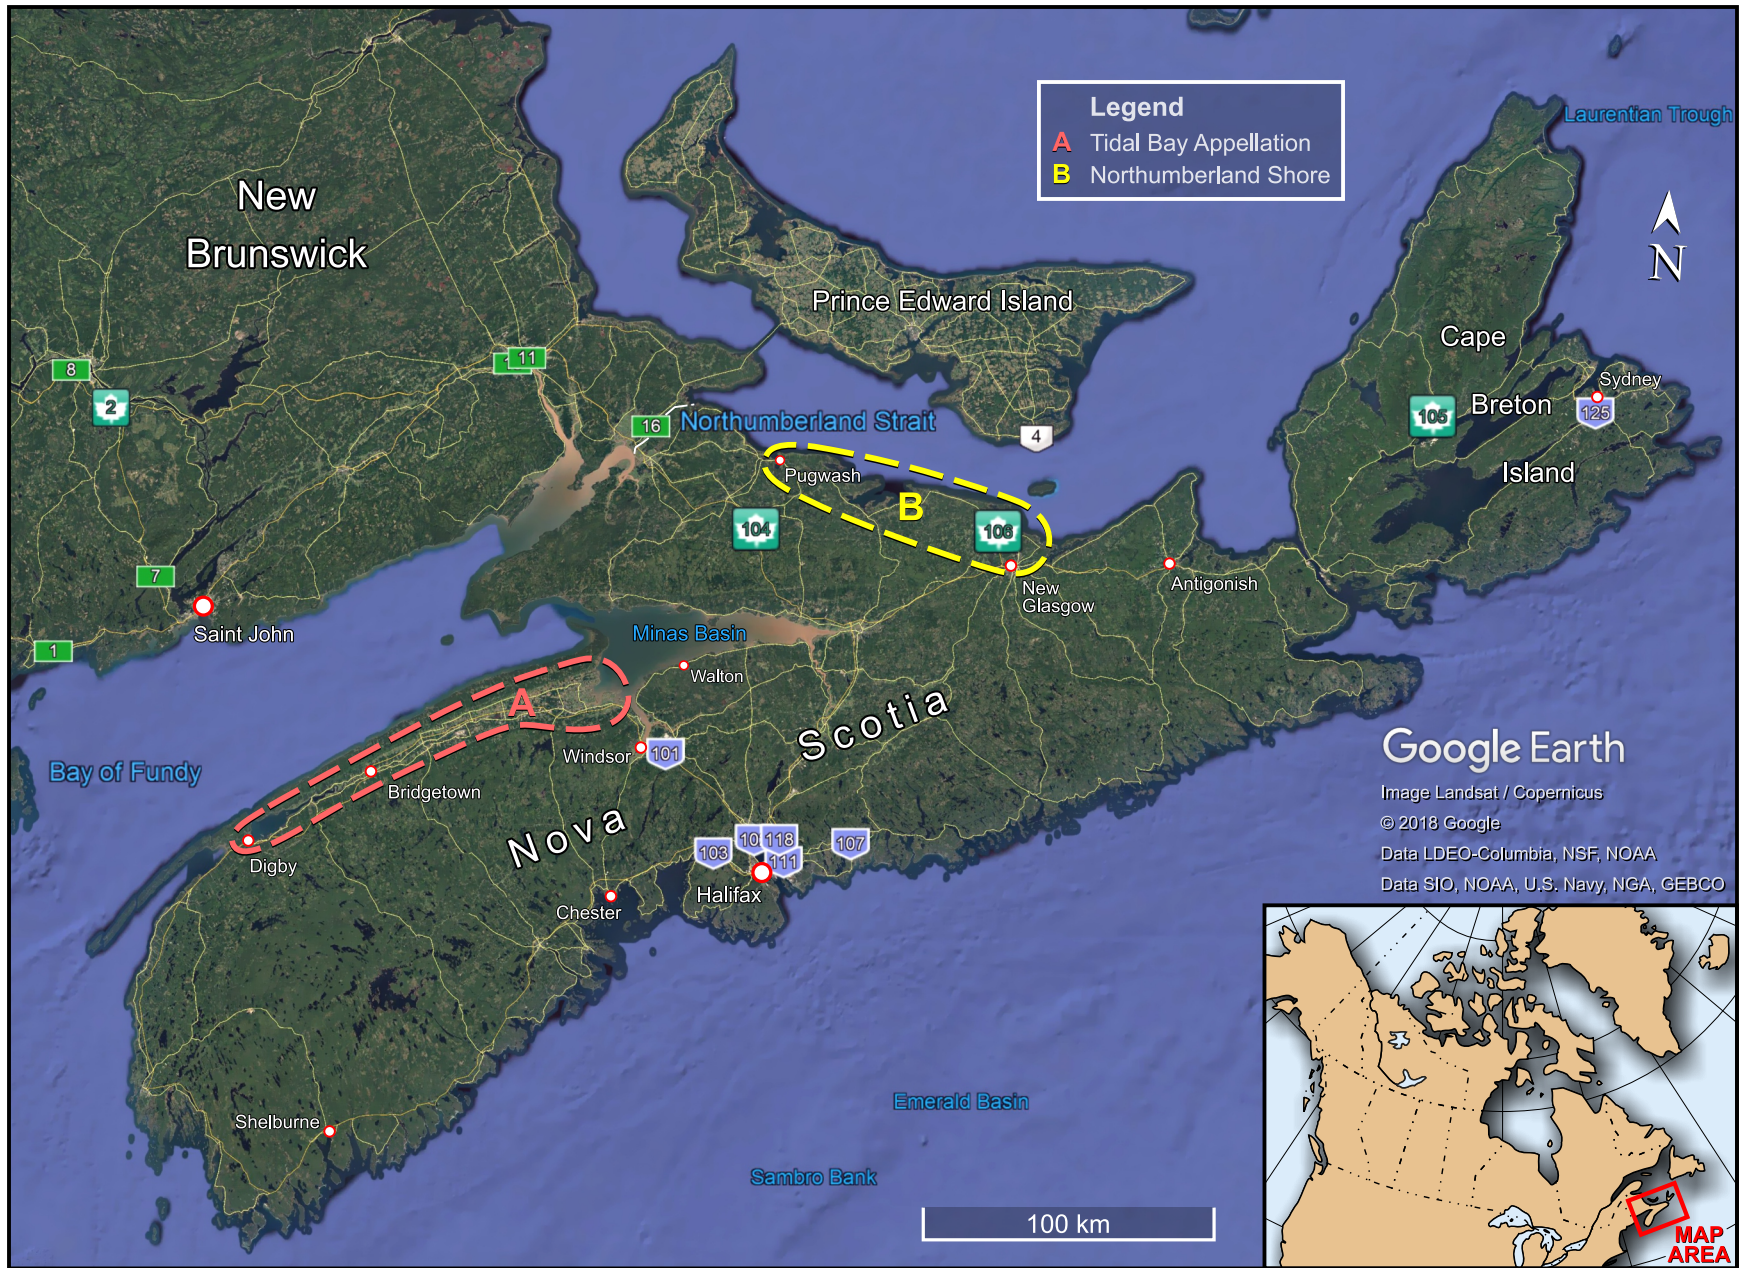 Legend
A Tidal Bay Appellation
B Northumberland Shore
Laurentian Trough
New
Brunswick
N
Prince Edward Island
Cape
Breton
Island
Sydney
125
105
8
2
11
16
Northumberland Strait
4
Pugwash
B
104
106
7
Saint John
New
Glasgow
Antigonish
1
Minas Basin
Walton
A
Scotia
Windsor
101
Google Earth
Bay of Fundy
Bridgetown
Image Landsat / Copernicus
Nova
© 2018 Google
103
118
107
111
Data LDEO-Columbia, NSF, NOAA
Digby
Halifax
Data SIO, NOAA, U.S. Navy, NGA, GEBCO
Chester
Emerald Basin
Shelburne
Sambro Bank
100 km
MAP
AREA